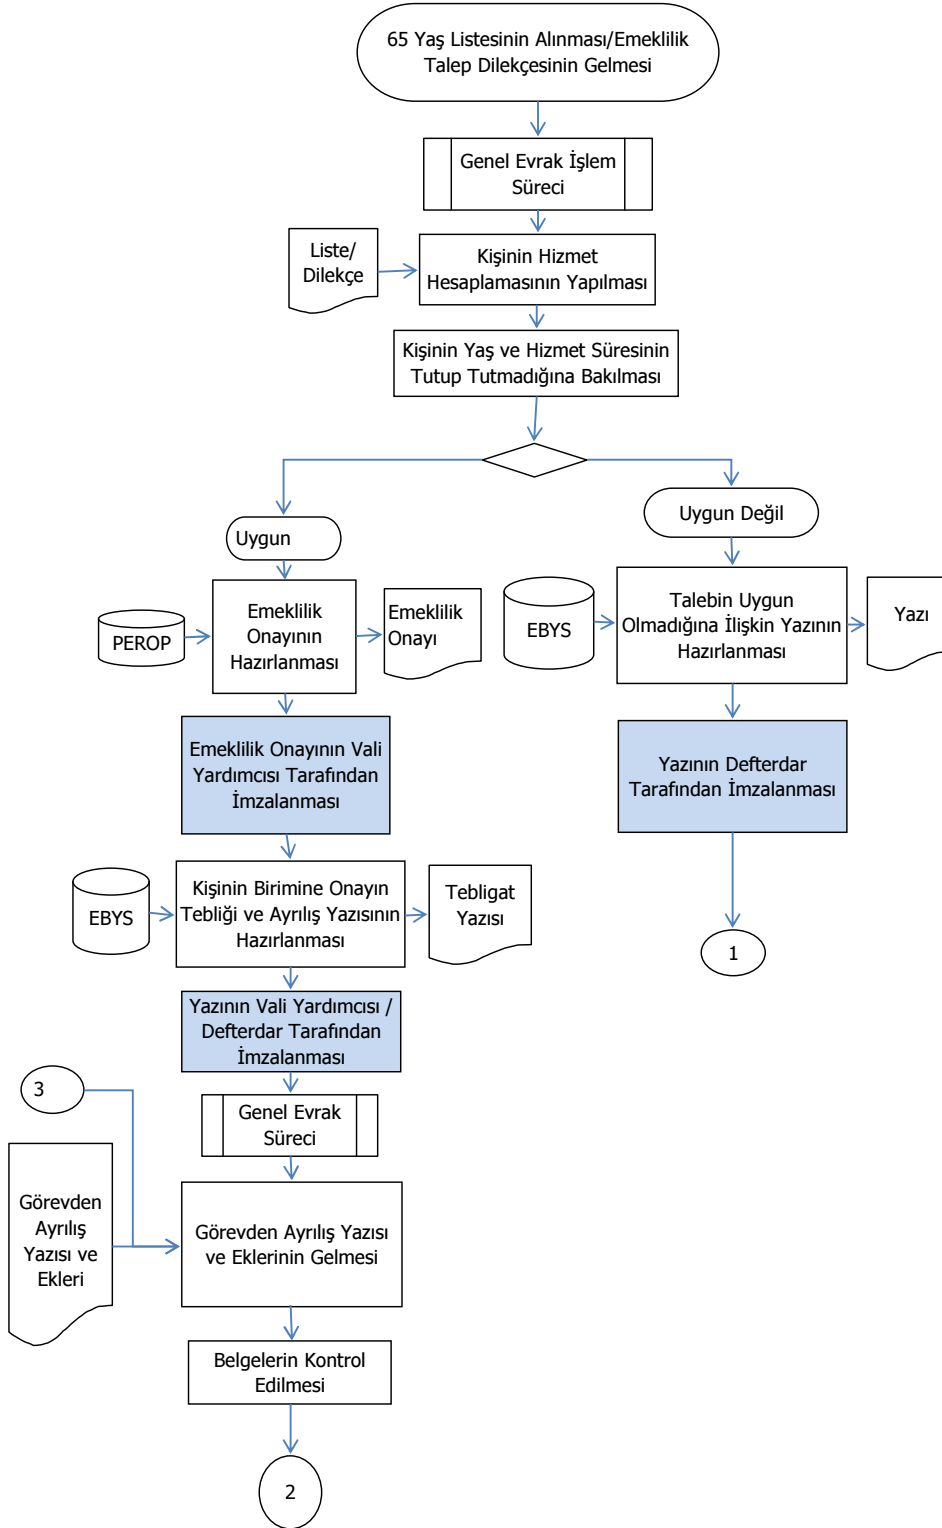 65 Yaş Listesinin Alınması/Emeklilik
Talep Dilekçesinin Gelmesi
Genel Evrak İşlem
Süreci
Liste/
Dilekçe
Kişinin Hizmet
Hesaplamasının Yapılması
Kişinin Yaş ve Hizmet Süresinin
Tutup Tutmadığına Bakılması
Uygun
Uygun Değil
PEROP
Emeklilik
Onayının
Hazırlanması
Emeklilik
Onayı
EBYS
Talebin Uygun
Olmadığına İlişkin Yazının
Hazırlanması
Yazı
Emeklilik Onayının Vali
Yardımcısı Tarafından
İmzalanması
Yazının Defterdar
Tarafından İmzalanması
EBYS
Kişinin Birimine Onayın
Tebliği ve Ayrılış Yazısının
Hazırlanması
Tebligat
Yazısı
1
Yazının Vali Yardımcısı /
Defterdar Tarafından
İmzalanması
3
Genel Evrak
Süreci
Görevden
Ayrılış
Yazısı ve
Ekleri
Görevden Ayrılış Yazısı
ve Eklerinin Gelmesi
Belgelerin Kontrol
Edilmesi
2